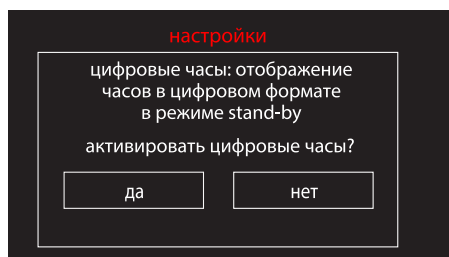 настройки
цифровые часы: отображение
часов в цифровом формате
в режиме stand-by
активировать цифровые часы?
да
нет